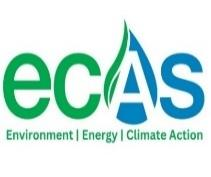 ecAs
Environment | Energy | Climate Action